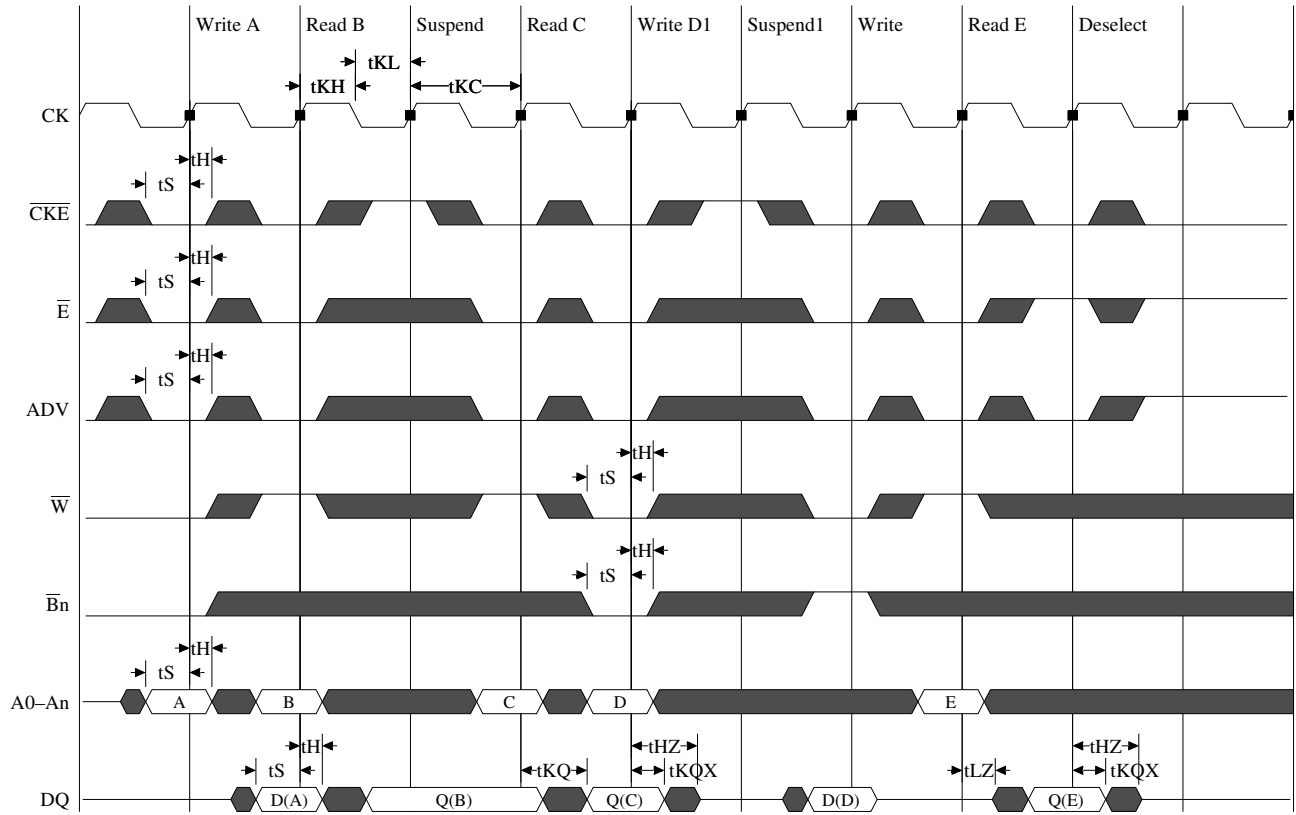 Write A Read B Suspend Read C Write D1 Suspend1 Write Read E Deselect
tKL
tKH tKC
CK
tH
tS
CKE
tH
tS
E
tH
tS
ADV
tH
tS
W
tH
tS
Bn
tH
tS
A0–An A B C D E
tH tHZ tHZ
tS tKQ tKQX tLZ tKQX
DQ D(A) Q(B) Q(C) D(D) Q(E)